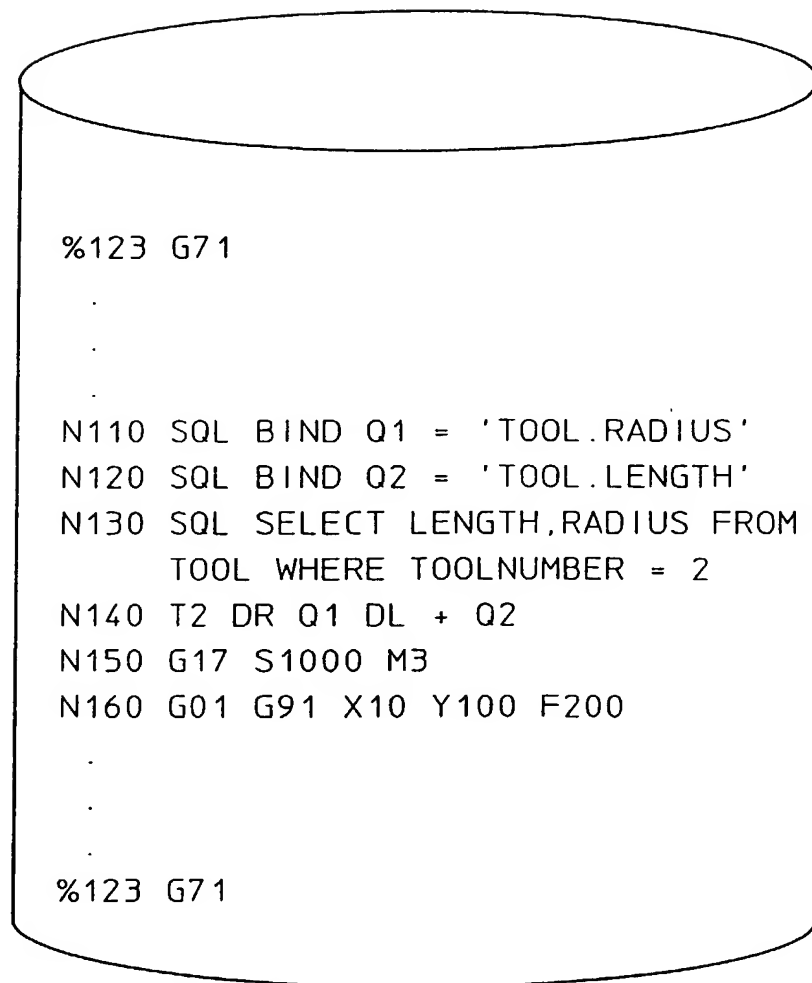 %123 G71
.
.
.
N110 SQL BIND Q1 = 'TOOL.RADIUS'
N120 SQL BIND Q2 = 'TOOL.LENGTH'
N130 SQL SELECT LENGTH,RADIUS FROM
TOOL WHERE TOOLNUMBER = 2
N140 T2 DR Q1 DL + Q2
N150 G17 S1000 M3
N160 G01 G91 X10 Y100 F200
.
.
.
%123 G71